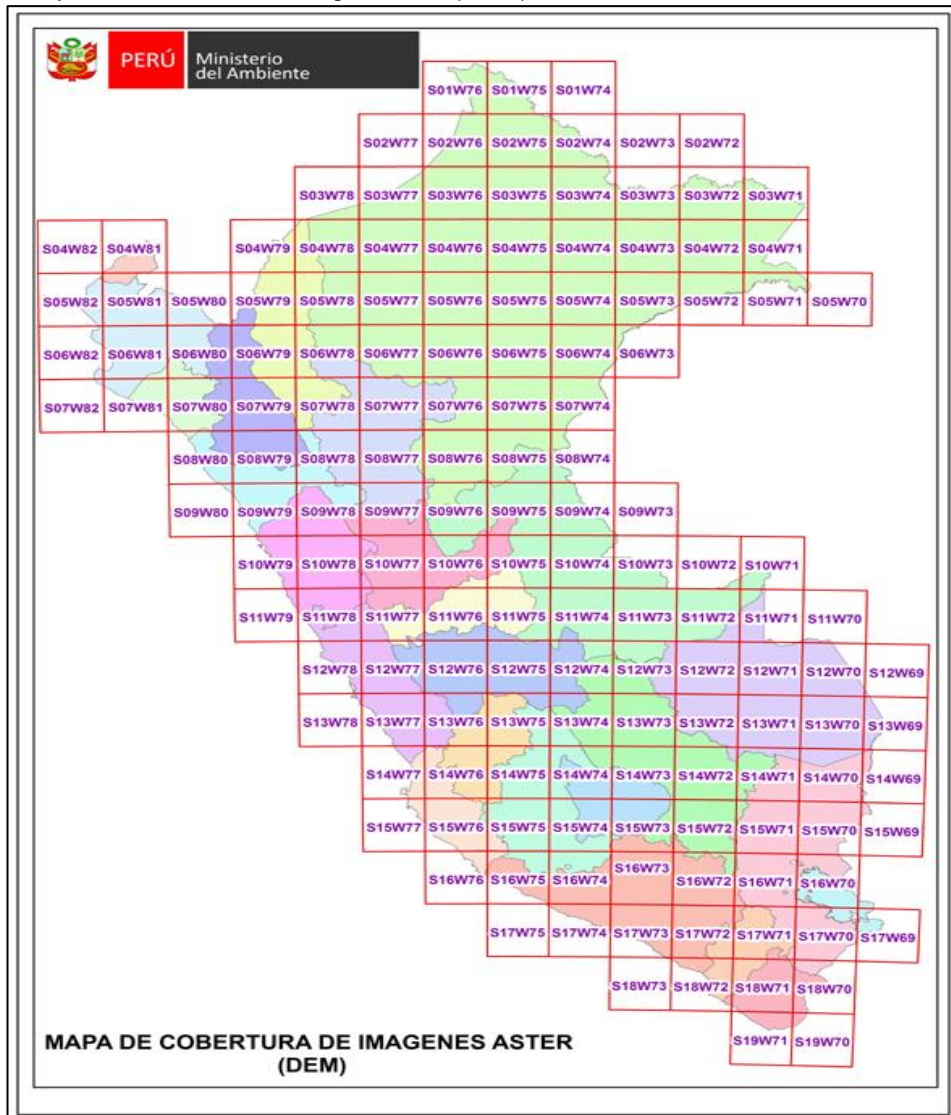 PERÚ
Ministerio
del Ambiente
S01W76 S01W75 S01W74
S02W77 S02W76 S02W75 S02W74 S02W73 S02W72
S03W78 S03W77 S03W76 S03W75 S03W74 S03W73 S03W72 S03W71
S04W82 S04W81 S04W79 S04W78 S04W77 S04W76 S04W75 S04W74 S04W73 S04W72 S04W71
S05W82 S05W81 S05W80 S05W79 S05W78 S05W77 S05W76 S05W75 S05W74 S05W73 S05W72 S05W71 S05W70
S06W82 S06W81 S06W80 S06W79 S06W78 S06W77 S06W76 S06W75 S06W74 S06W73
S07W82 S07W81 S07W80 S07W79 S07W78 S07W77 S07W76 S07W75 S07W74
S08W80 S08W79 S08W78 S08W77 S08W76 S08W75 S08W74
S09W80 S09W79 S09W78 S09W77 S09W76 S09W75 S09W74 S09W73
S10W79 S10W78 S10W77 S10W76 S10W75 S10W74 S10W73 S10W72 S10W71
S11W79 S11W78 S11W77 S11W76 S11W75 S11W74 S11W73 S11W72 S11W71 S11W70
S12W78 S12W77 S12W76 S12W75 S12W74 S12W73 S12W72 S12W71 S12W70 S12W69
S13W78 S13W77 S13W76 S13W75 S13W74 S13W73 S13W72 S13W71 S13W70 S13W69
S14W77 S14W76 S14W75 S14W74 S14W73 S14W72 S14W71 S14W70 S14W69
S15W77 S15W76 S15W75 S15W74 S15W73 S15W72 S15W71 S15W70 S15W69
S16W76 S16W75 S16W74 S16W73 S16W72 S16W71 S16W70
S17W75 S17W74 S17W73 S17W72 S17W71 S17W70 S17W69
S18W73 S18W72 S18W71 S18W70
S19W71 S19W70
MAPA DE COBERTURA DE IMAGENES ASTER
(DEM)